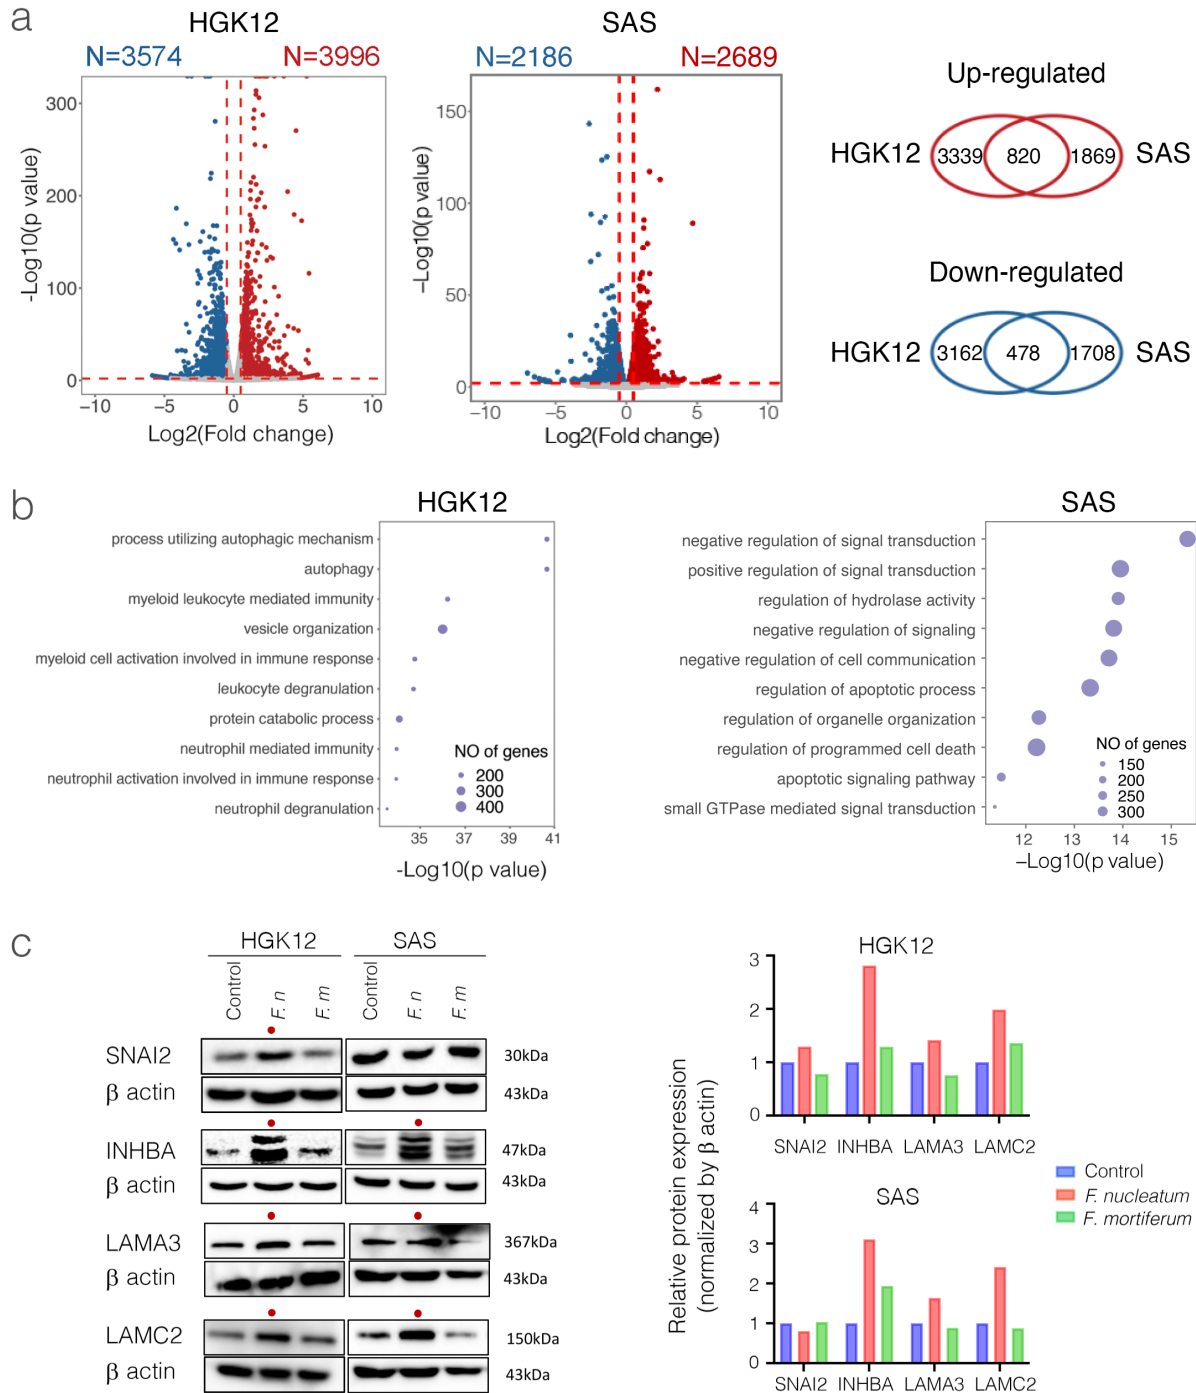 a
HGK12
SAS
N=3574
N=3996
N=2186
N=2689
-Log10(p value)
300
200
100
0
−10
−5
0
5
10
Log2(Fold change)
−Log10(p value)
150
100
50
0
−10
−5
0
5
10
Log2(Fold change)
Up-regulated
HGK12
3339
820
1869
SAS
Down-regulated
HGK12
3162
478
1708
SAS
b
HGK12
process utilizing autophagic mechanism
autophagy
myeloid leukocyte mediated immunity
vesicle organization
myeloid cell activation involved in immune response
leukocyte degranulation
protein catabolic process
neutrophil mediated immunity
neutrophil activation involved in immune response
neutrophil degranulation
NO of genes
200
300
400
35
37
39
41
-Log10(p value)
SAS
negative regulation of signal transduction
positive regulation of signal transduction
regulation of hydrolase activity
negative regulation of signaling
negative regulation of cell communication
regulation of apoptotic process
regulation of organelle organization
regulation of programmed cell death
apoptotic signaling pathway
small GTPase mediated signal transduction
NO of genes
150
200
250
300
12
13
14
15
−Log10(p value)
c
HGK12
SAS
Control
F. n
F. m
Control
F. n
F. m
SNAI2
30kDa
β actin
43kDa
INHBA
47kDa
β actin
43kDa
LAMA3
367kDa
β actin
43kDa
LAMC2
150kDa
β actin
43kDa
Relative protein expression
(normalized by β actin)
HGK12
3
2
1
0
SNAI2
INHBA
LAMA3
LAMC2
SAS
4
3
2
1
0
SNAI2
INHBA
LAMA3
LAMC2
Control
F. nucleatum
F. mortiferum